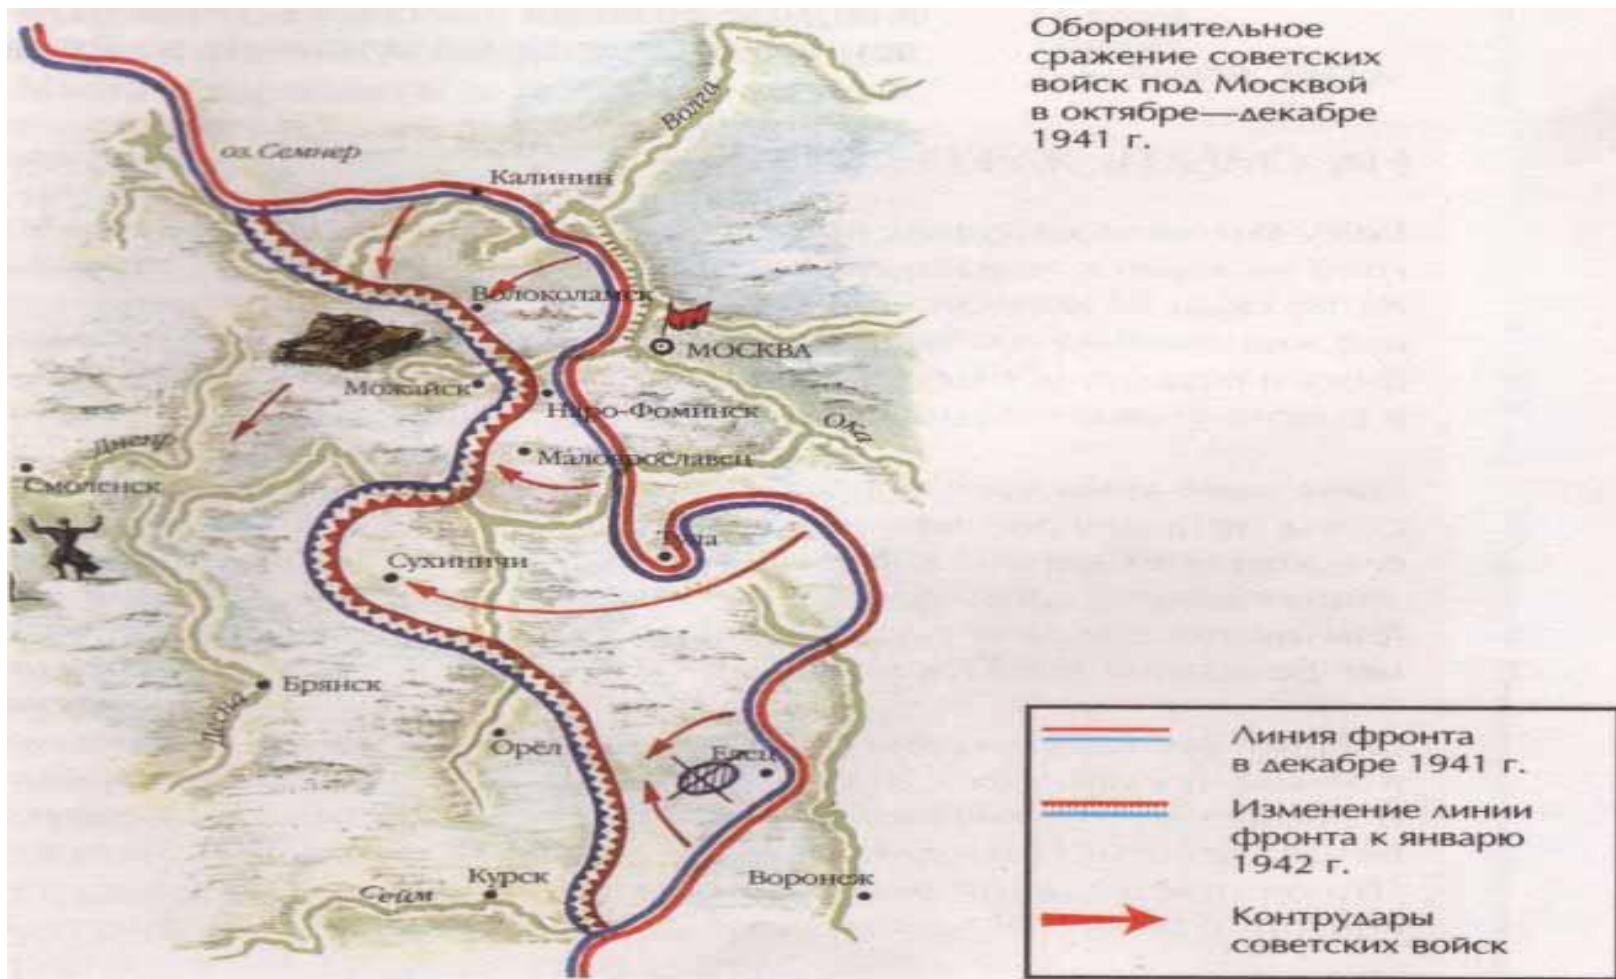 Оборонительное
сражение советских
войск под Москвой
в октябре—декабре
1941 г.
Волга
оз. Семнер
Калинин
Волоколамск
МОСКВА
Можайск
Наро-Фоминск
Ока
Днепр
Малоярославец
Смоленск
Тула
Сухиничи
Брянск
Десна
Орёл
Елец
Курск
Сейм
Воронеж
Линия фронта
в декабре 1941 г.
Изменение линии
фронта к январю
1942 г.
Контрудары
советских войск